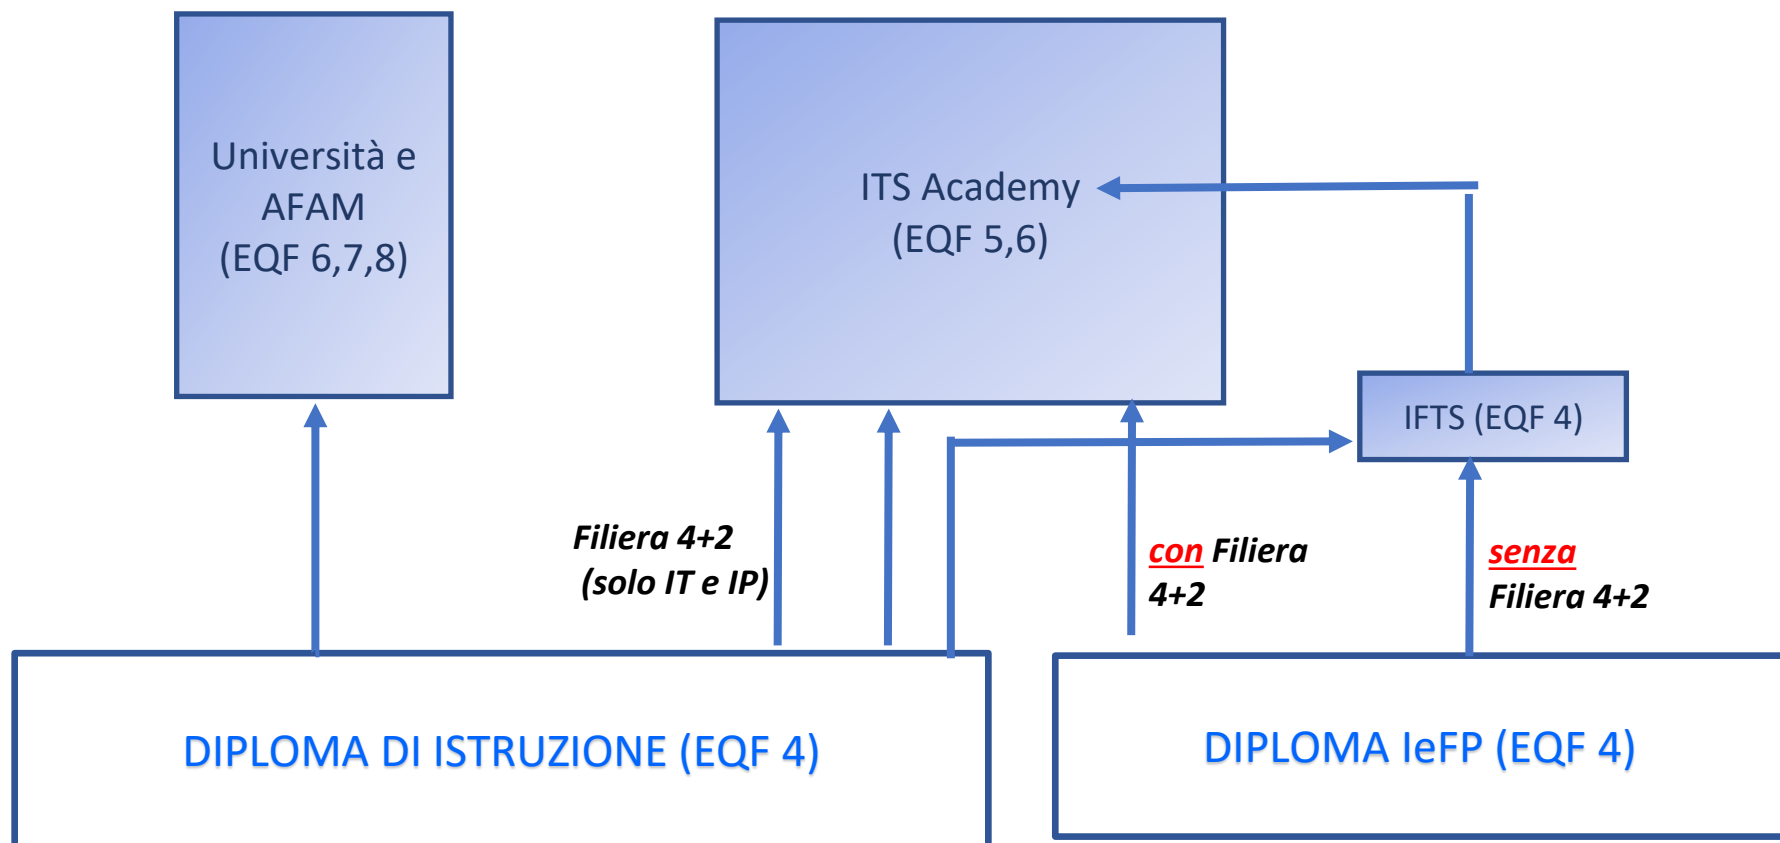 Università e
AFAM
(EQF 6,7,8)
ITS Academy
(EQF 5,6)
IFTS (EQF 4)
Filiera 4+2
(solo IT e IP)
con Filiera
4+2
senza
Filiera 4+2
DIPLOMA DI ISTRUZIONE (EQF 4)
DIPLOMA IeFP (EQF 4)